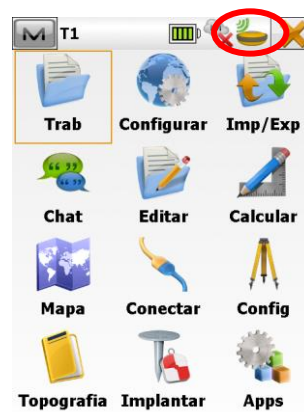 T1
Trab Configurar Imp/Exp
Chat Editar Calcular
Mapa Conectar Config
Topografia Implantar Apps